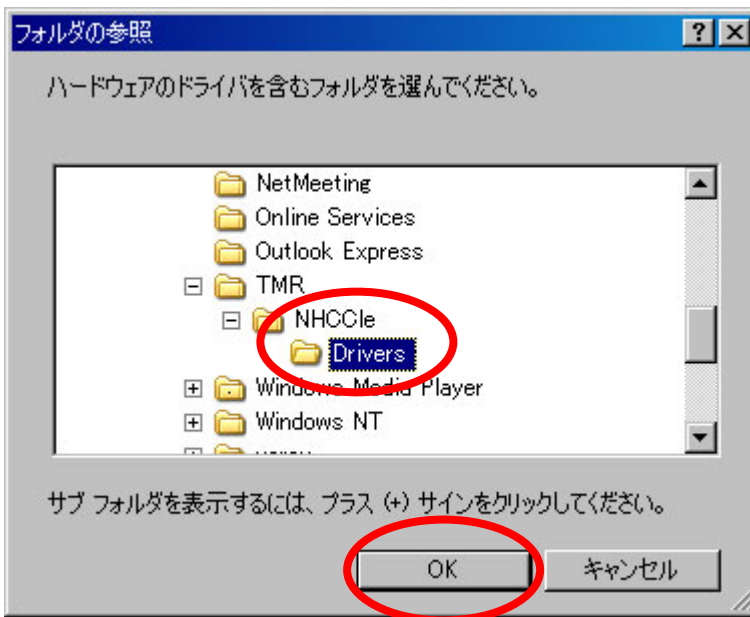 フォルダの参照
ハードウェアのドライバを含むフォルダを選んでください。
NetMeeting
Online Services
Outlook Express
TMR
NHCCIe
Drivers
Windows Media Player
Windows NT
サブ フォルダを表示するには、プラス (+) サインをクリックしてください。
OK
キャンセル